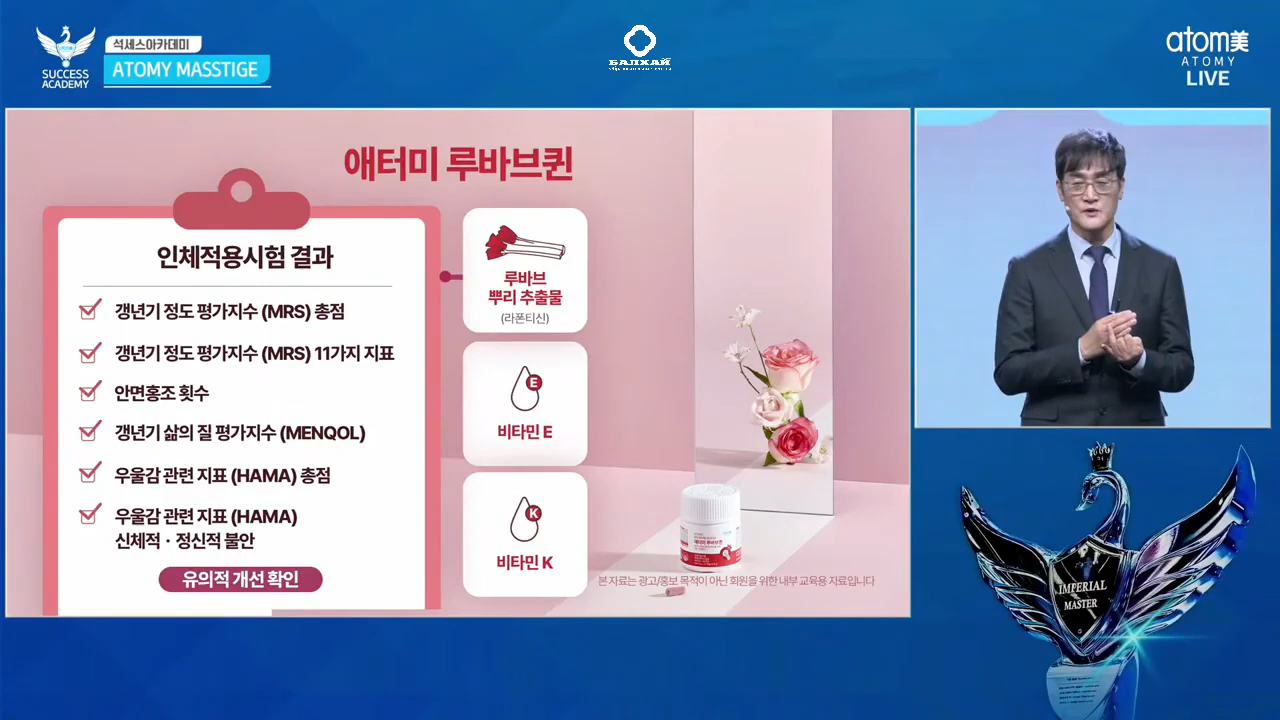 SUCCESS
ACADEMY
석세스아카데미
ATOMY MASSTIGE
БАЛХАЙ
atom美
ATOMY
LIVE
애터미 루바브퀸
인체적용시험 결과
갱년기 정도 평가지수 (MRS) 총점
갱년기 정도 평가지수 (MRS) 11가지 지표
안면홍조 횟수
갱년기 삶의 질 평가지수 (MENQOL)
우울감 관련 지표 (HAMA) 총점
우울감 관련 지표 (HAMA)
신체적 · 정신적 불안
유의적 개선 확인
루바브
뿌리 추출물
(라폰티신)
E
비타민 E
K
비타민 K
애터미 루바브퀸
본 자료는 광고/홍보 목적이 아닌 회원을 위한 내부 교육용 자료입니다
IMPERIAL
MASTER